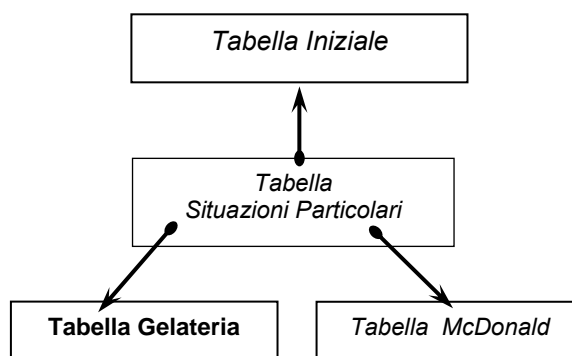 Tabella Iniziale
Tabella
Situazioni Particolari
Tabella Gelateria
Tabella McDonald